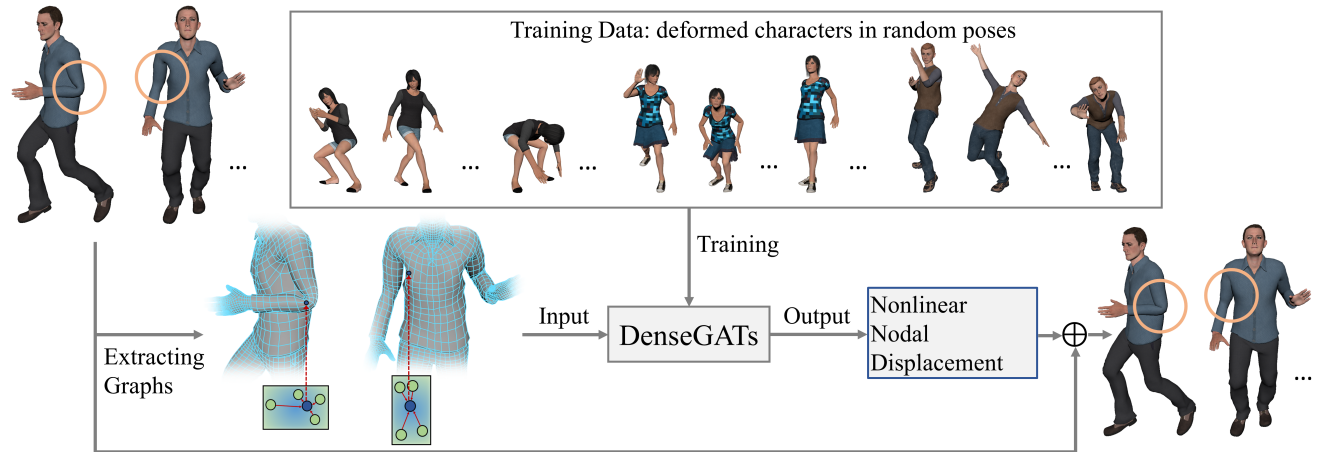 Training Data: deformed characters in random poses
...
...
...
...
...
...
Training
Extracting
Graphs
Input
DenseGATs
Output
Nonlinear
Nodal
Displacement
...